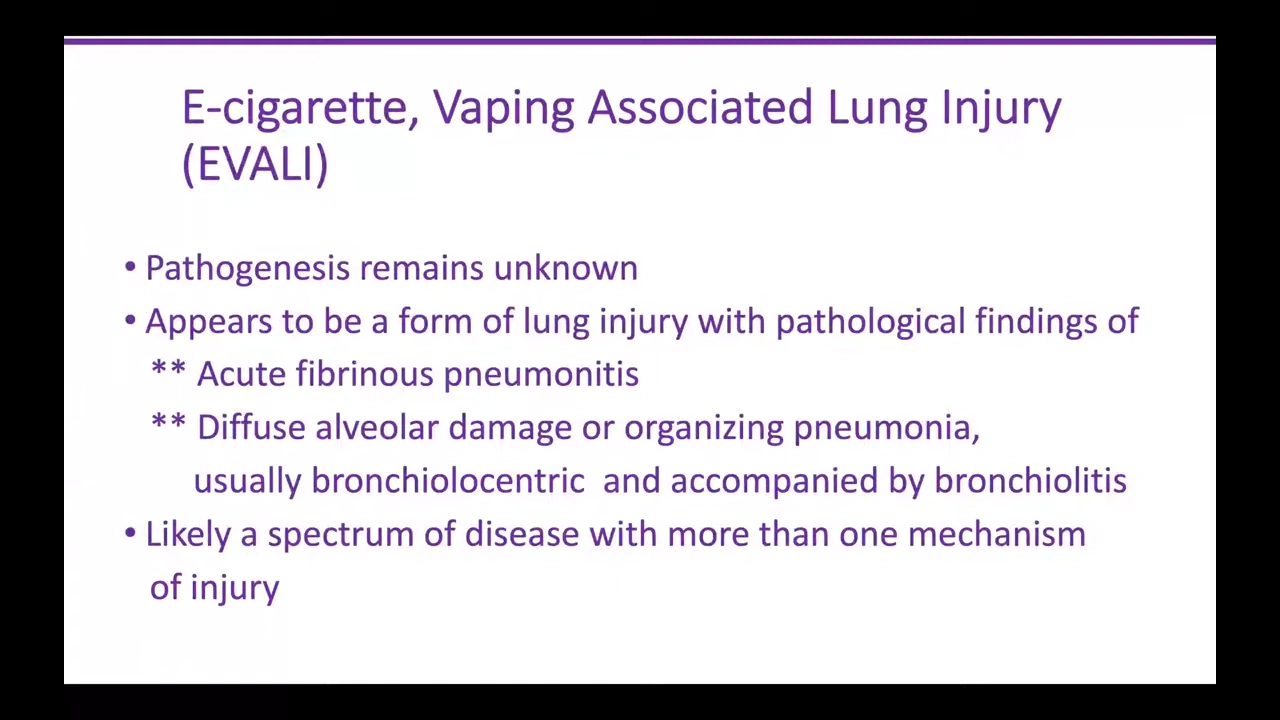 E-cigarette, Vaping Associated Lung Injury
(EVALI)
• Pathogenesis remains unknown
• Appears to be a form of lung injury with pathological findings of
** Acute fibrinous pneumonitis
** Diffuse alveolar damage or organizing pneumonia,
usually bronchiolocentric and accompanied by bronchiolitis
• Likely a spectrum of disease with more than one mechanism
of injury